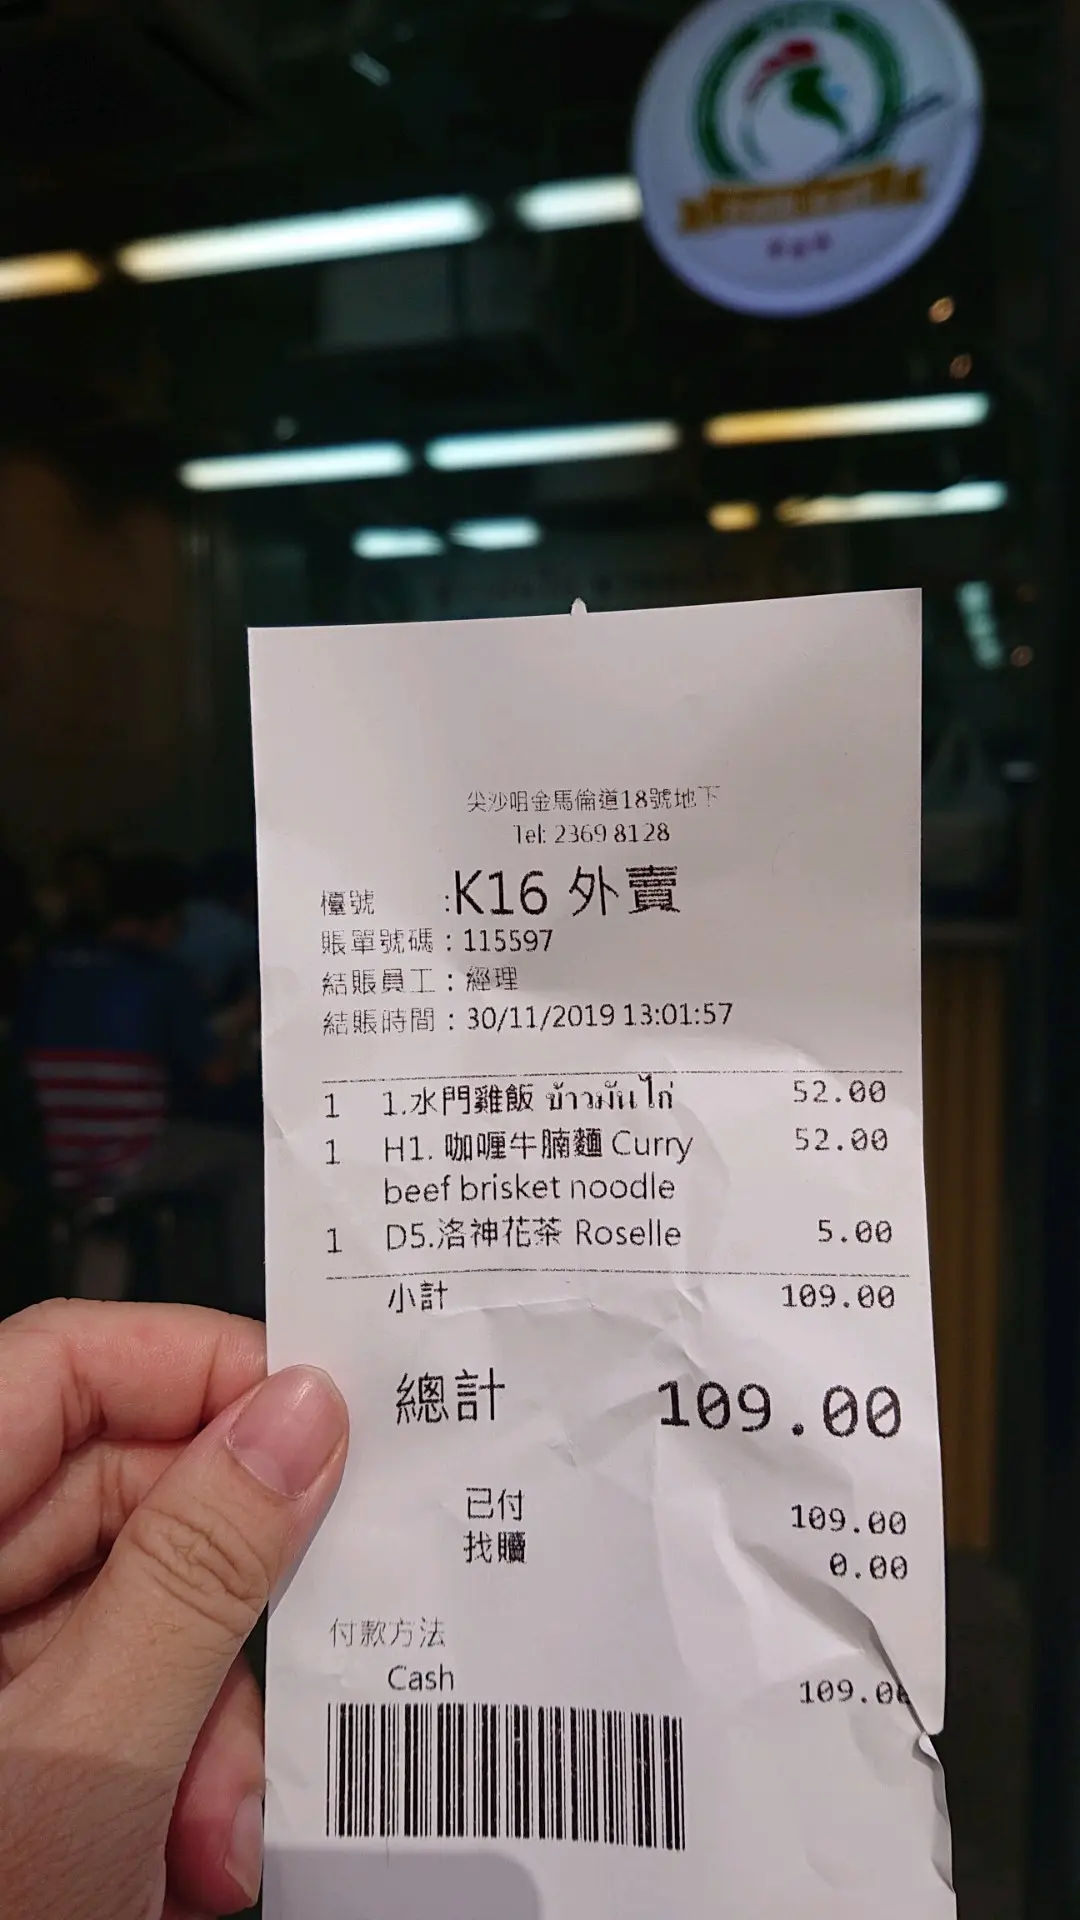 尖沙咀金馬倫道18號地下
Tel: 2369 8128
檯號 :K16 外賣
賬單號碼 : 115597
結賬員工 : 經理
結賬時間 : 30/11/2019 13:01:57
1 1.水門雞飯 ข้าวมันไก่ 52.00
1 H1. 咖喱牛腩麵 Curry 52.00
beef brisket noodle
1 D5.洛神花茶 Roselle 5.00
小計 109.00
總計 109.00
已付 109.00
找贖 0.00
付款方法
Cash 109.00